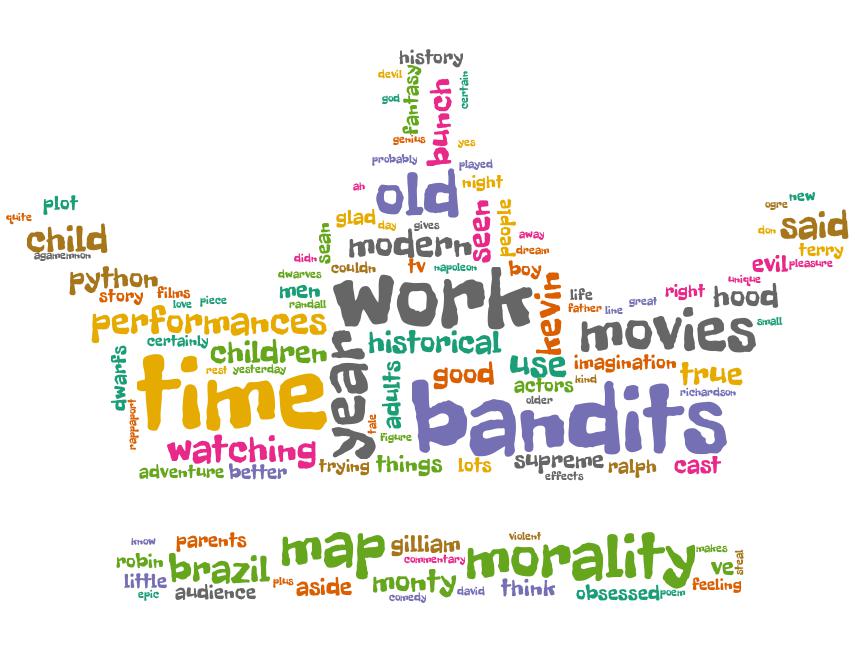 history
devil
god
fantasy
bunch
certain
genius
yes
probably
played
ah
old
night
plot
quite
child
agamemnon
glad
day
gives
seen
people
sean
modern
away
dream
didn
new
ogre
don
said
terry
python
story
films
love
piece
dwarves
couldn
tv
napoleon
boy
evil
pleasure
unique
men
randall
work
kevin
life
father
line
great
right
hood
performances
certainly
children
rest
yesterday
historical
movies
small
dwarfs
rappaport
time
year
tale
adults
figure
good
use
actors
kind
older
imagination
true
richardson
bandits
watching
adventure
better
trying
things
lots
supreme
effects
ralph
cast
know
parents
robin
little
epic
brazil
audience
plus
aside
map
gilliam
commentary
monty
comedy
david
violent
morality
think
obsessed
poem
makes
ve
steal
feeling